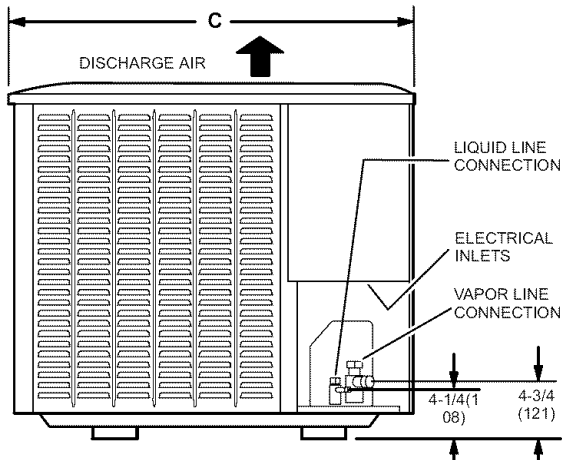 C
DISCHARGE AIR
LIQUID LINE
CONNECTION
ELECTRICAL
INLETS
VAPOR LINE
CONNECTION
4-1/4(1
08)
4-3/4
(121)